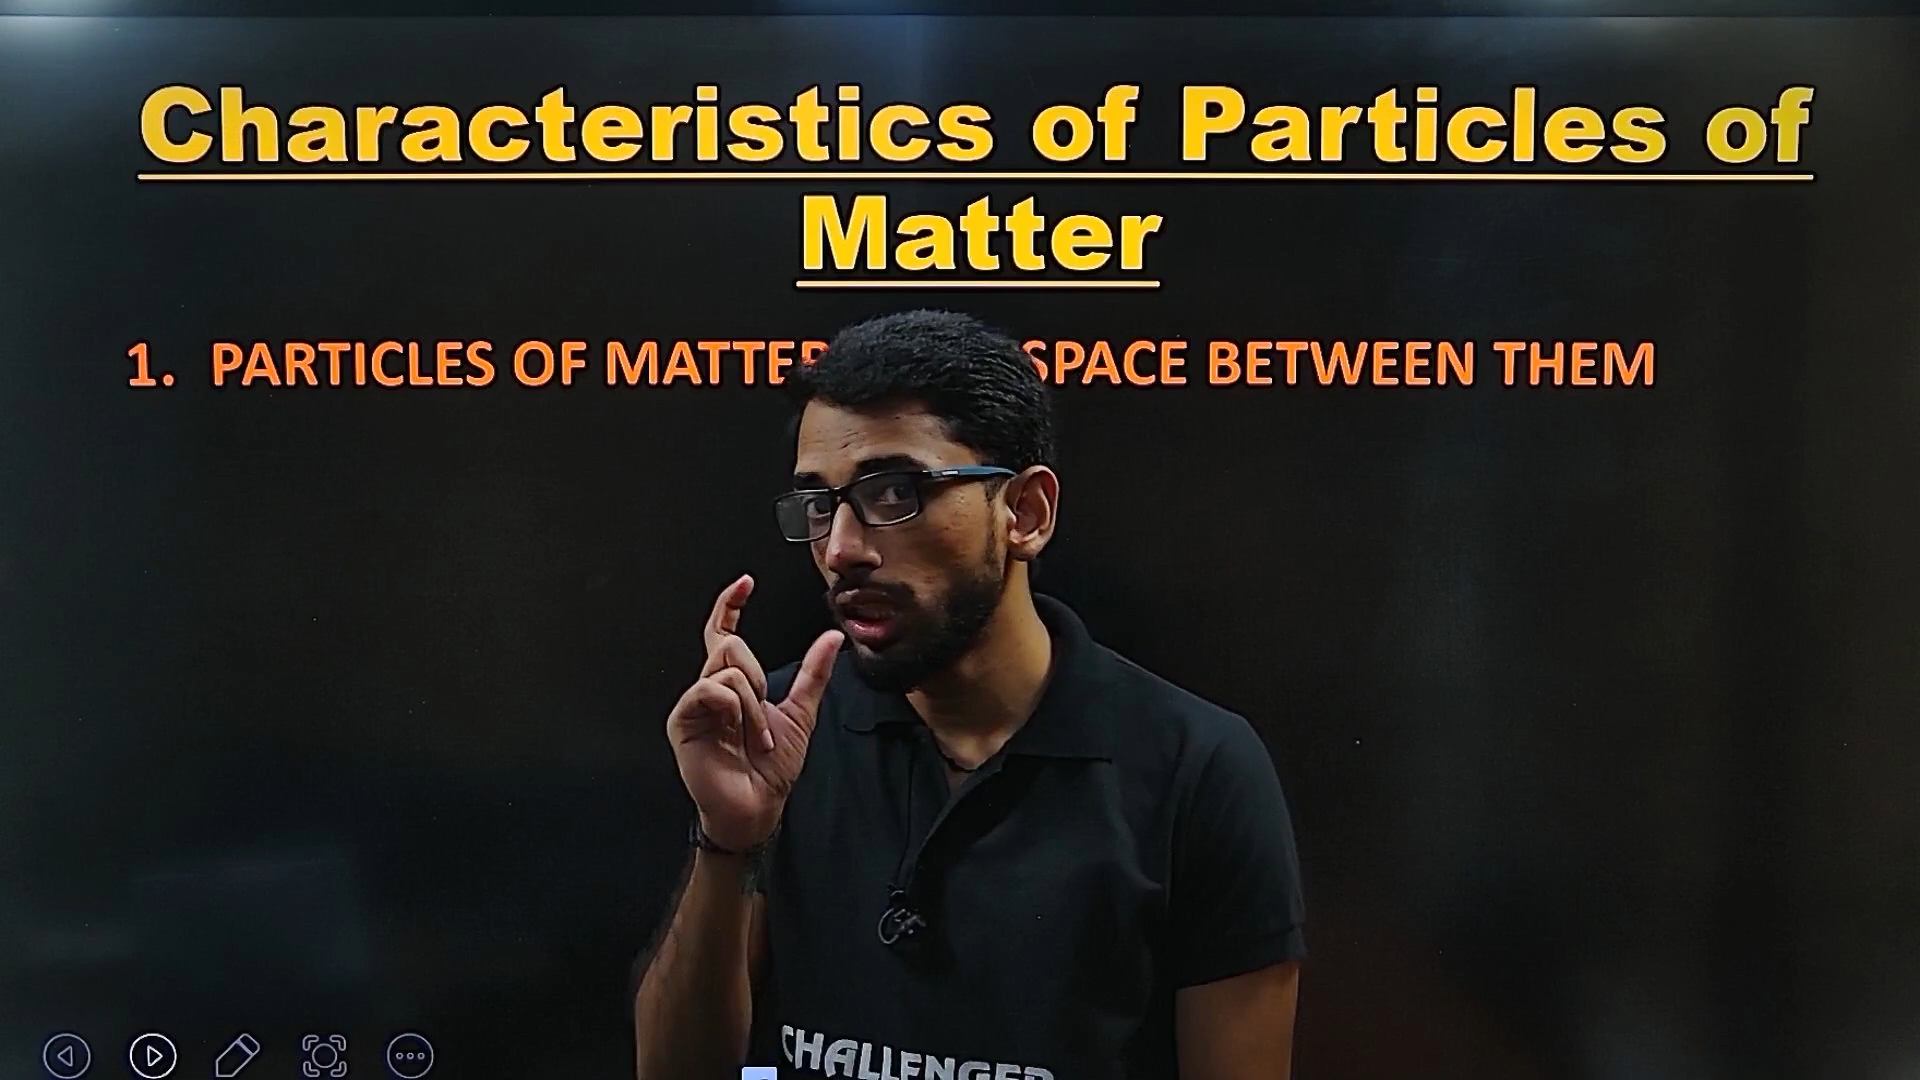 Characteristics of Particles of
Matter
1. PARTICLES OF MATTER SPACE BETWEEN THEM
CHALLENGER